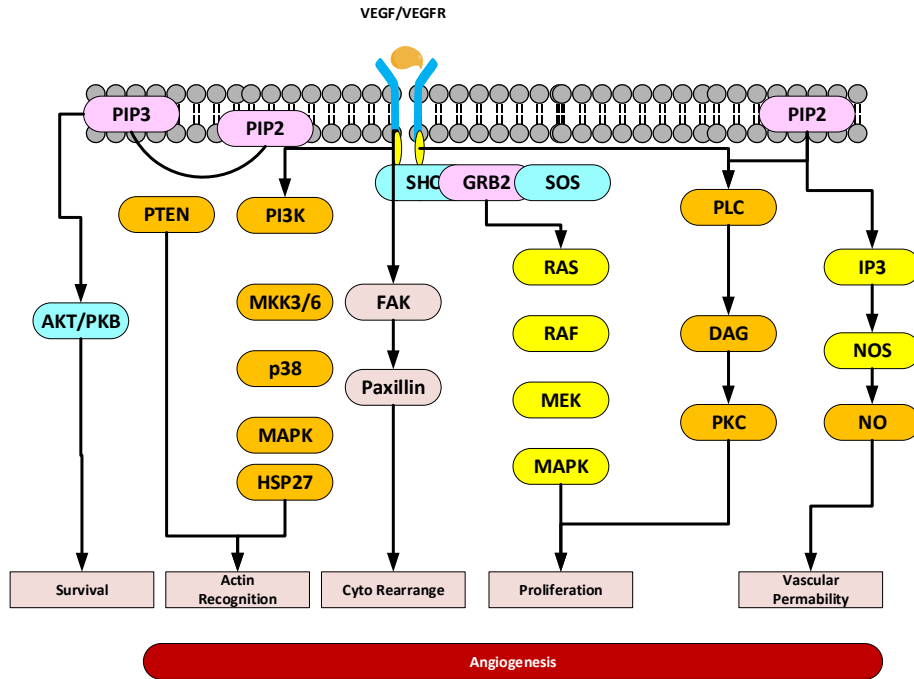 VEGF/VEGFR
PIP3
PIP2
PIP2
SHC
GRB2
SOS
PTEN
PI3K
PLC
RAS
IP3
MKK3/6
FAK
AKT/PKB
RAF
DAG
NOS
p38
Paxillin
MEK
MAPK
PKC
NO
HSP27
MAPK
Survival
Actin
Recognition
Cyto Rearrange
Proliferation
Vascular
Permability
Angiogenesis